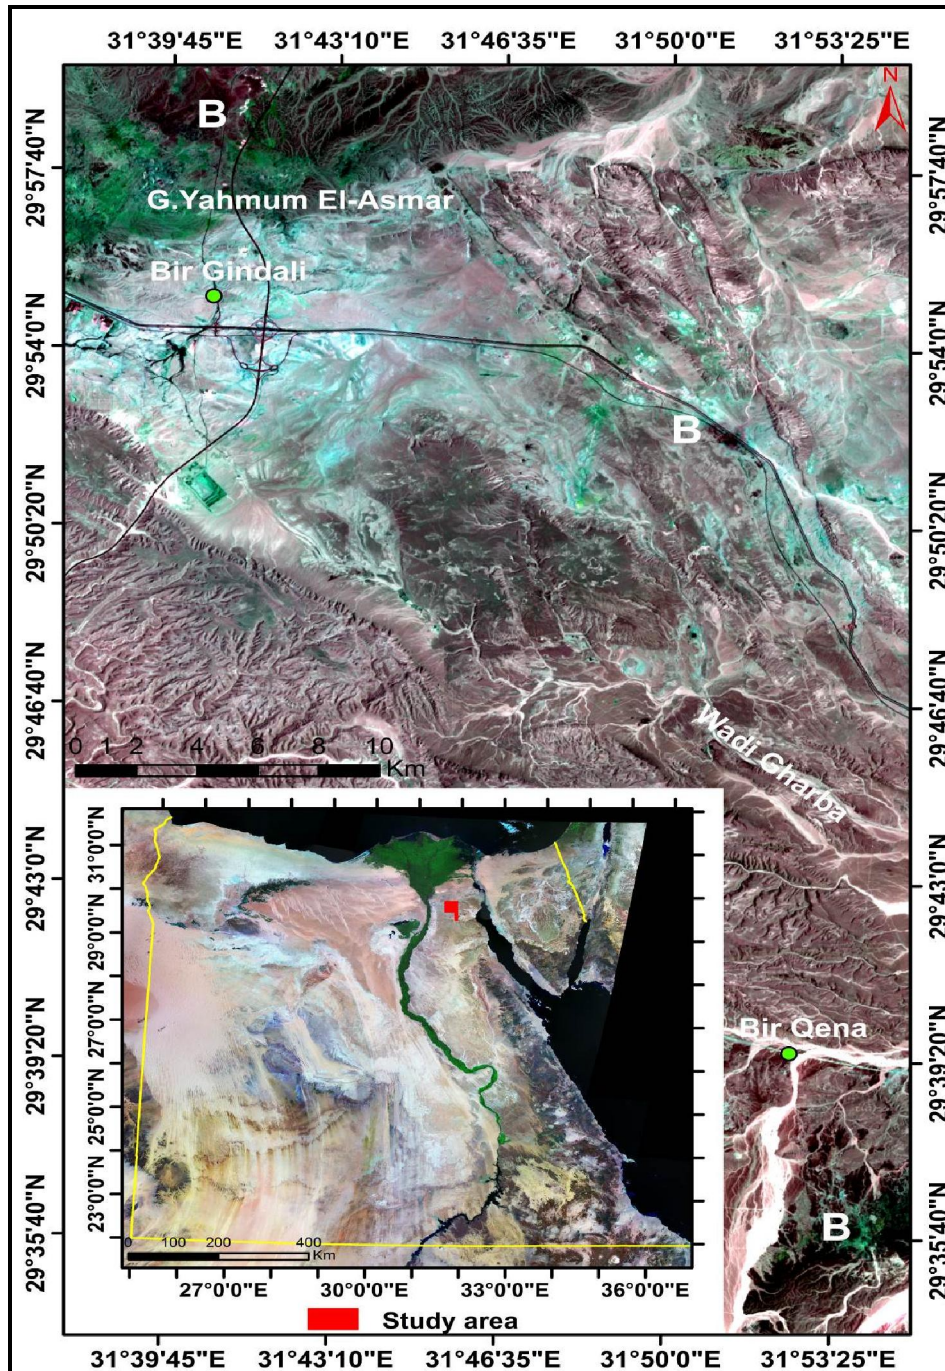 31°39'45"E 31°43'10"E 31°46'35"E 31°50'0"E 31°53'25"E
N
B
29°57'40"N 29°57'40"N
G.Yahmum El-Asmar
Bir Gindali
29°54'0"N 29°54'0"N
B
29°50'20"N 29°50'20"N
29°46'40"N 29°46'40"N
Wadi Gharba
0 2 4 6 8 10
Km
29°43'0"N 29°43'0"N
31°0'0"N
29°0'0"N
27°0'0"N
25°0'0"N
23°0'0"N
Bir Qena
29°39'20"N 29°39'20"N
B
29°35'40"N 29°35'40"N
0 100 200 400
Km
27°0'0"E 30°0'0"E 33°0'0"E 36°0'0"E
Study area
31°39'45"E 31°43'10"E 31°46'35"E 31°50'0"E 31°53'25"E